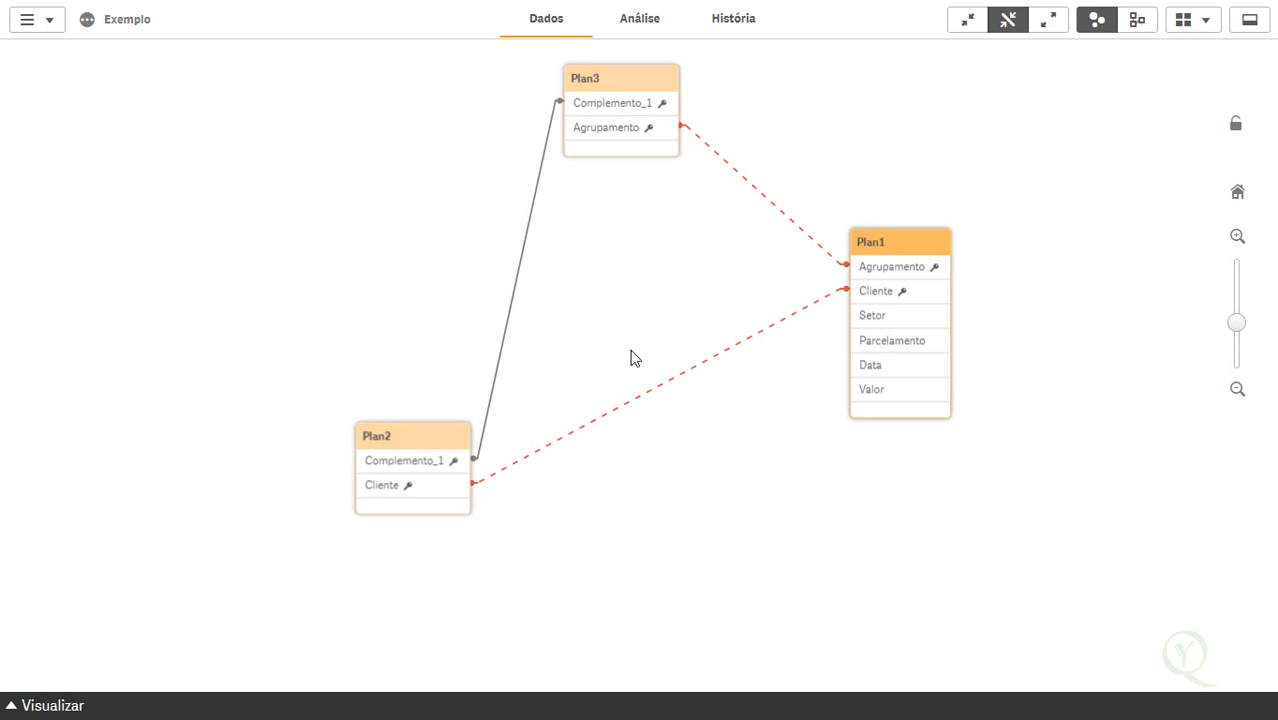 Exemplo
Dados
Análise
História
Plan3
Complemento_1
Agrupamento
Plan1
Agrupamento
Cliente
Setor
Parcelamento
Data
Valor
Plan2
Complemento_1
Cliente
Visualizar